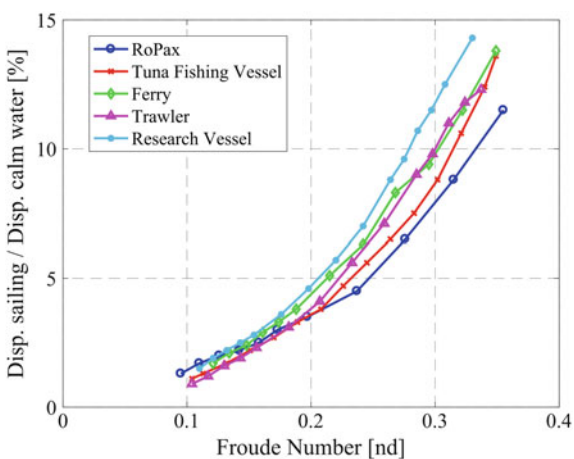 15
10
5
0
Disp. sailing / Disp. calm water [%]
RoPax
Tuna Fishing Vessel
Ferry
Trawler
Research Vessel
0 0.1 0.2 0.3 0.4
Froude Number [nd]